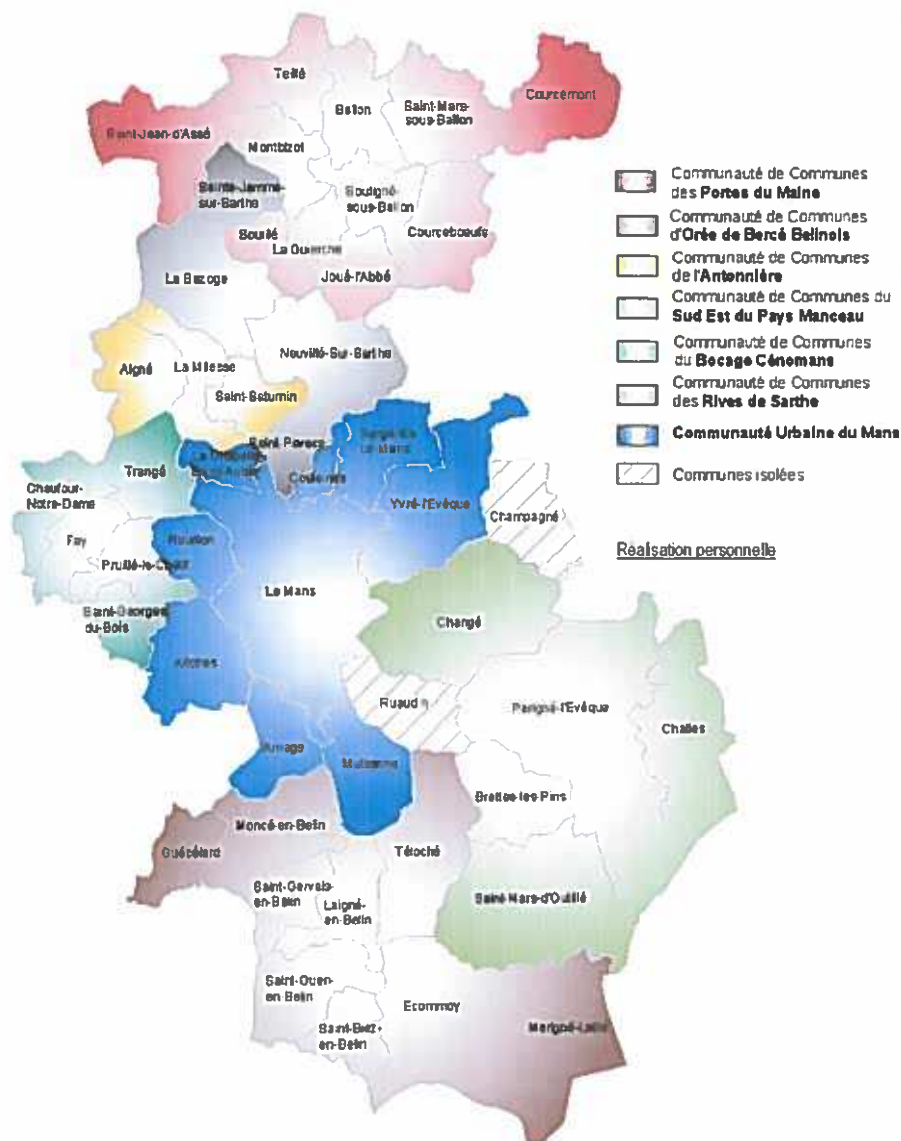 Teillé
Courcemont
Ballon
Saint-Mars-
sous-Ballon
Saint-Jean-d'Assé
Montbizot
Sainte-Jamme-
sur-Sarthe
Souligné-
sous-Ballon
Souillé
La Guierche
Courceboeufs
La Bazoge
Joué-l'Abbé
Neuville-Sur-Sarthe
Aigné
La Milesse
Saint-Saturnin
Saint-Pavace
Coulaines
Trangé
Yvré-l'Evêque
Chaufour-
Notre-Dame
Champagné
Fay
Rouillon
Pruillé-le-Chétif
Le Mans
Saint-Georges-
du-Bois
Changé
Allonnes
Ruaudin
Parigné-l'Evêque
Challes
Arnage
Mulsanne
Brette-les-Pins
Moncé-en-Belin
Guécélard
Téloché
Saint-Gervais-
en-Belin
Laigné-
en-Belin
Saint-Mars-d'Outillé
Saint-Ouen-
en-Belin
Ecommoy
Saint-Biez-
en-Belin
Marigné-Laillé
Communauté de Communes
des Portes du Maine
Communauté de Communes
d'Orée de Bercé Belinois
Communauté de Communes
de l'Antonnière
Communauté de Communes du
Sud Est du Pays Manceau
Communauté de Communes
du Bocage Cénomans
Communauté de Communes
des Rives de Sarthe
Communauté Urbaine du Mans
Communes isolées
Réalisation personnelle